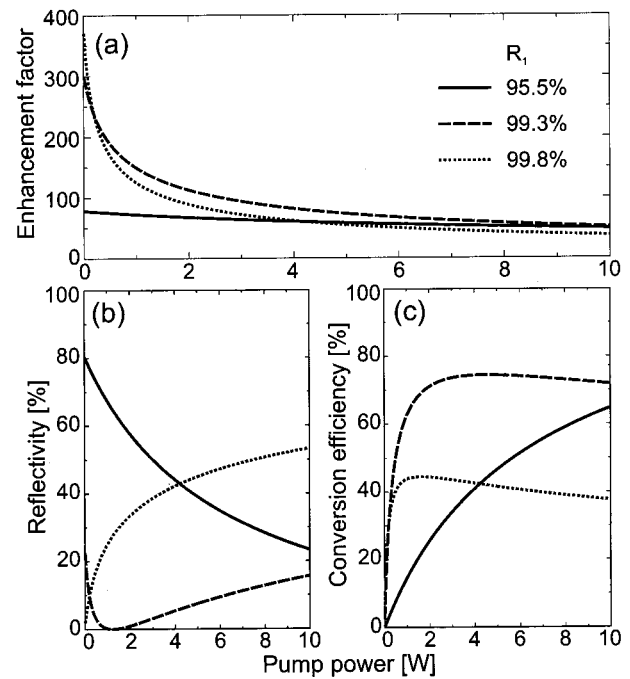 400
300
200
100
0
Enhancement factor
(a)
R₁
95.5%
99.3%
99.8%
0 2 4 6 8 10
100
80
60
40
20
0
Reflectivity [%]
(b)
0 2 4 6 8 10
100
80
60
40
20
0
Conversion efficiency [%]
(c)
0 2 4 6 8 10
Pump power [W]